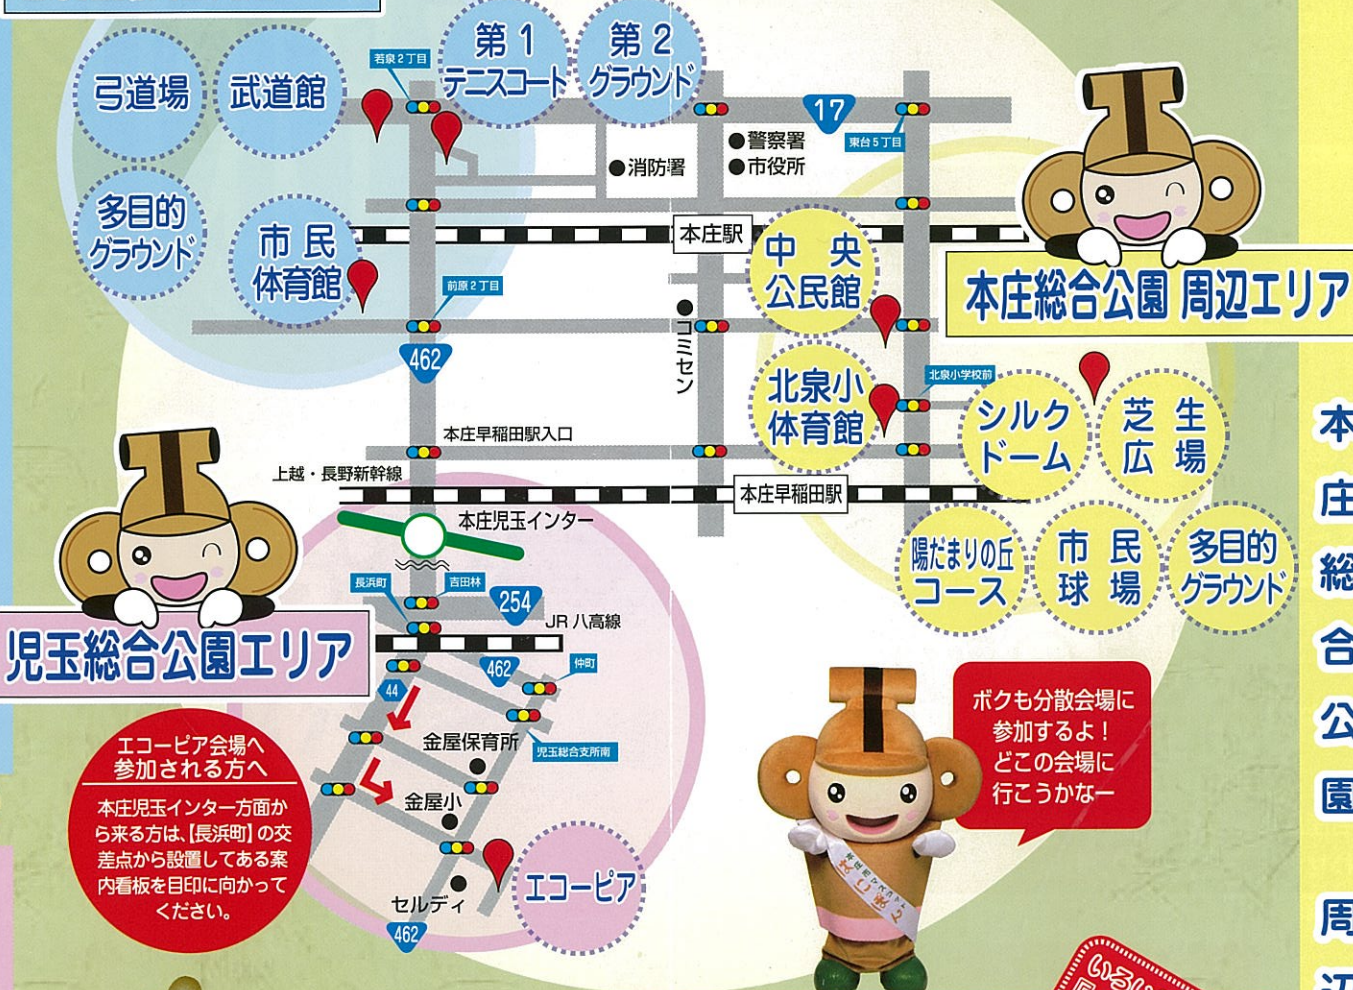 弓道場
武道館
第1
テニスコート
第2
グラウンド
若泉2丁目
17
東台5丁目
●警察署
●市役所
●消防署
多目的
グラウンド
市民
体育館
本庄駅
中央
公民館
本庄総合公園 周辺エリア
前原2丁目
●コミセン
462
北泉小
体育館
北泉小学校前
シルク
ドーム
芝生
広場
本庄早稲田駅入口
上越・長野新幹線
本庄早稲田駅
本庄児玉インター
陽だまりの丘
コース
市民
球場
多目的
グラウンド
長浜町
吉田林
254
JR八高線
児玉総合公園エリア
462
仲町
44
金屋保育所
児玉総合支所南
金屋小
エコーピア
セルディ
462
エコーピア会場へ
参加される方へ
本庄児玉インター方面か
ら来る方は、【長浜町】の交
差点から設置してある案
内看板を目印に向かって
ください。
ボクも分散会場に
参加するよ!
どこの会場に
行こうかなー
はにぽん
本庄総合公園 周辺